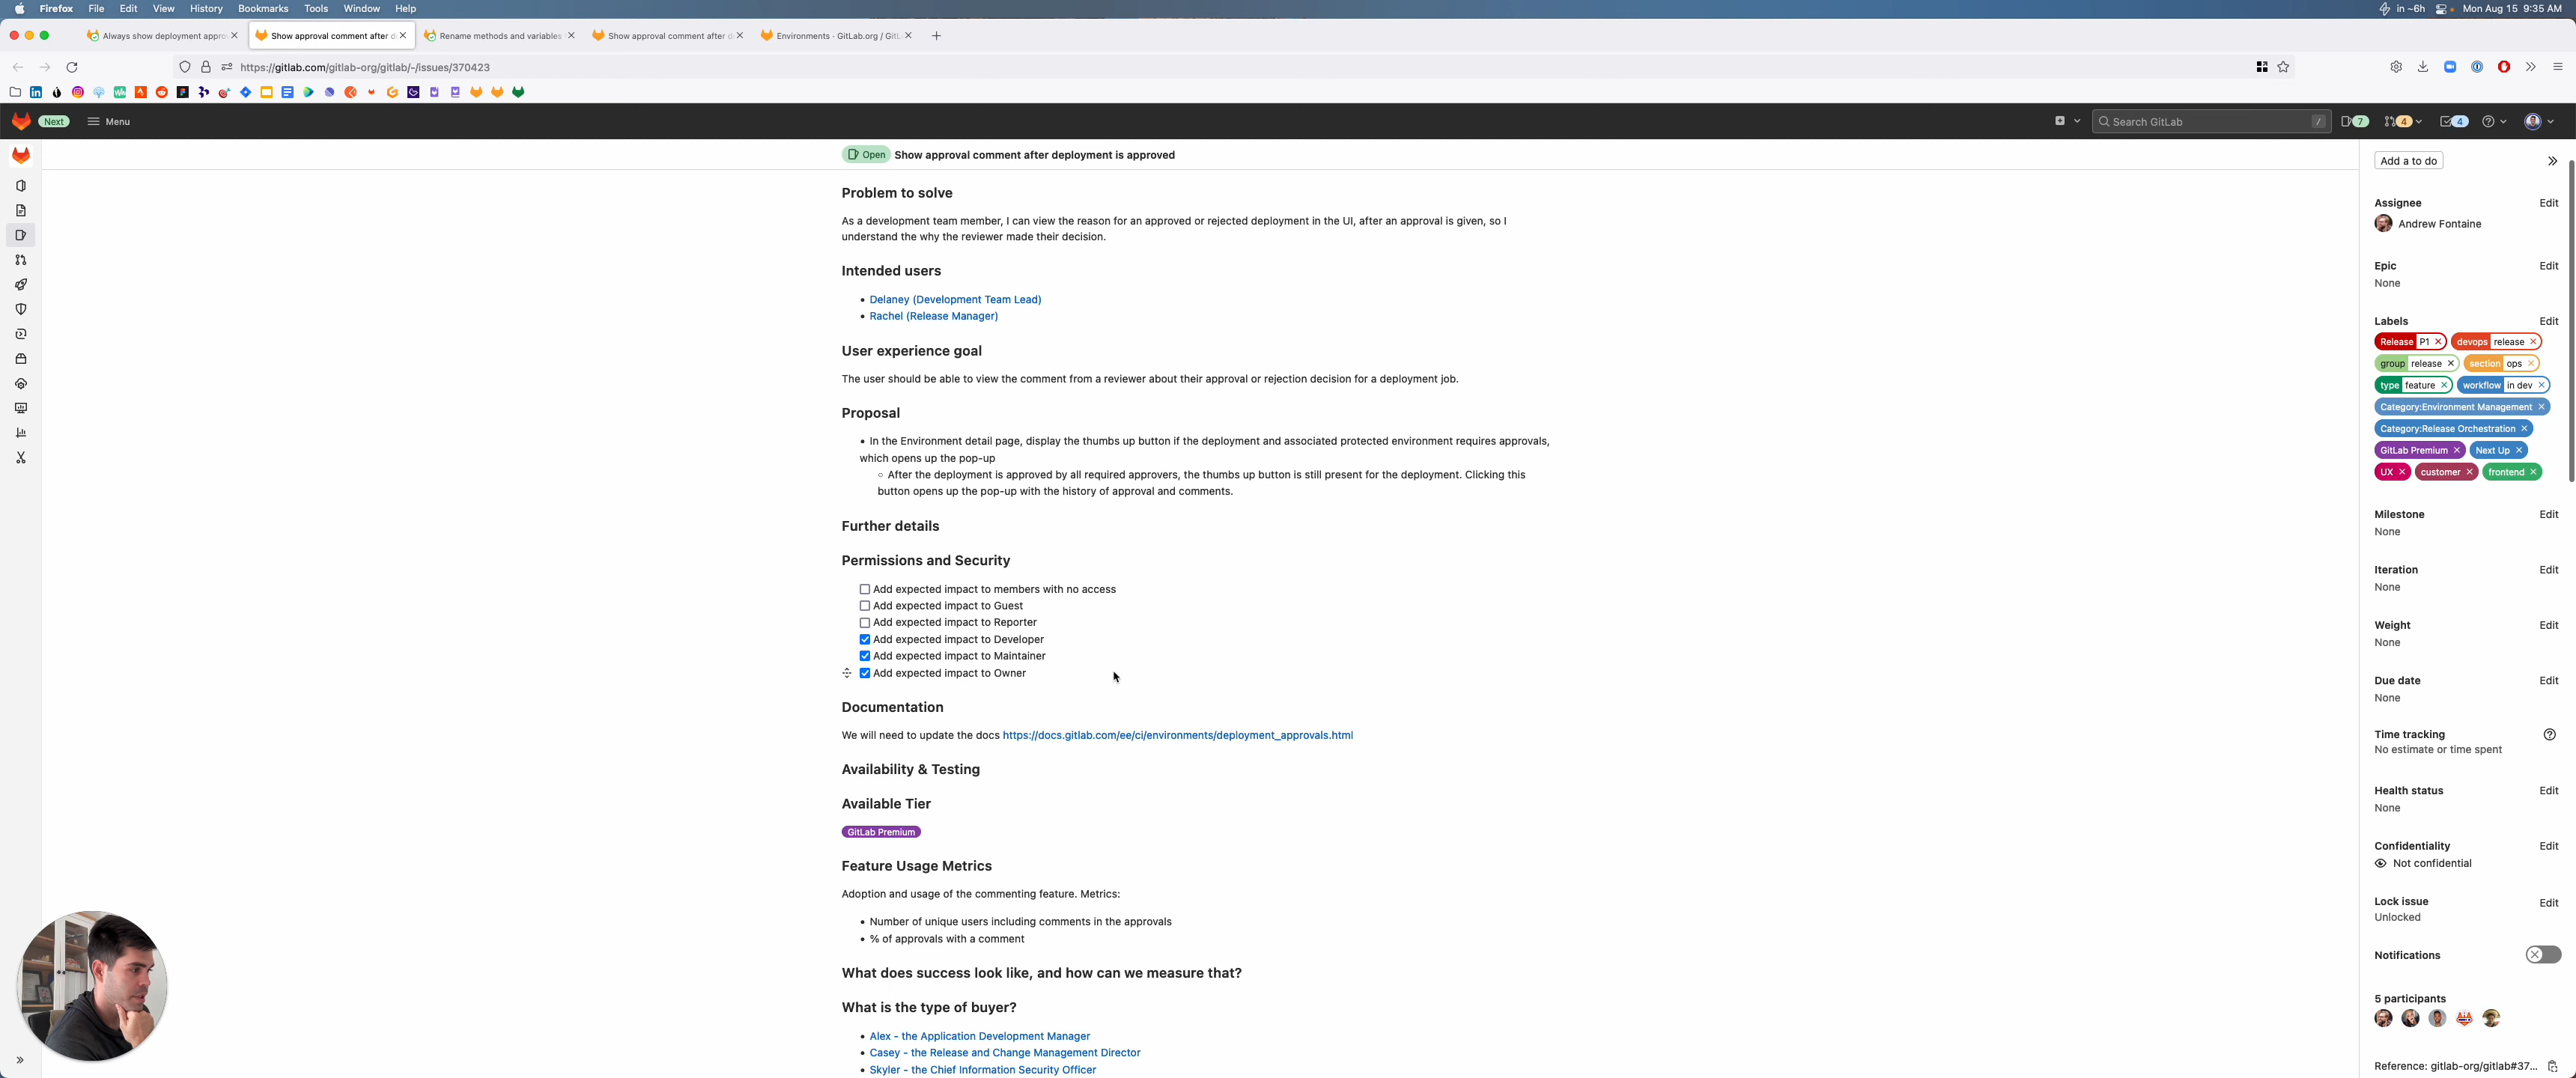 Firefox File Edit View History Bookmarks Tools Window Help
in ~6h Mon Aug 15 9:35 AM
Always show deployment appro
Show approval comment after d
Rename methods and variables
Show approval comment after d
Environments · GitLab.org / GitL
https://gitlab.com/gitlab-org/gitlab/-/issues/370423
Next Menu
Search GitLab /
7
4
4
Open Show approval comment after deployment is approved
Problem to solve
As a development team member, I can view the reason for an approved or rejected deployment in the UI, after an approval is given, so I
understand the why the reviewer made their decision.
Intended users
• Delaney (Development Team Lead)
• Rachel (Release Manager)
User experience goal
The user should be able to view the comment from a reviewer about their approval or rejection decision for a deployment job.
Proposal
• In the Environment detail page, display the thumbs up button if the deployment and associated protected environment requires approvals,
which opens up the pop-up
○ After the deployment is approved by all required approvers, the thumbs up button is still present for the deployment. Clicking this
button opens up the pop-up with the history of approval and comments.
Further details
Permissions and Security
Add expected impact to members with no access
Add expected impact to Guest
Add expected impact to Reporter
Add expected impact to Developer
Add expected impact to Maintainer
Add expected impact to Owner
Documentation
We will need to update the docs https://docs.gitlab.com/ee/ci/environments/deployment_approvals.html
Availability & Testing
Available Tier
GitLab Premium
Feature Usage Metrics
Adoption and usage of the commenting feature. Metrics:
• Number of unique users including comments in the approvals
• % of approvals with a comment
What does success look like, and how can we measure that?
What is the type of buyer?
• Alex - the Application Development Manager
• Casey - the Release and Change Management Director
• Skyler - the Chief Information Security Officer
Add a to do
Assignee Edit
Andrew Fontaine
Epic Edit
None
Labels Edit
Release P1 devops release
group release section ops
type feature workflow in dev
Category:Environment Management
Category:Release Orchestration
GitLab Premium Next Up
UX customer frontend
Milestone Edit
None
Iteration Edit
None
Weight Edit
None
Due date Edit
None
Time tracking
No estimate or time spent
Health status Edit
None
Confidentiality Edit
Not confidential
Lock issue Edit
Unlocked
Notifications
5 participants
Reference: gitlab-org/gitlab#37...